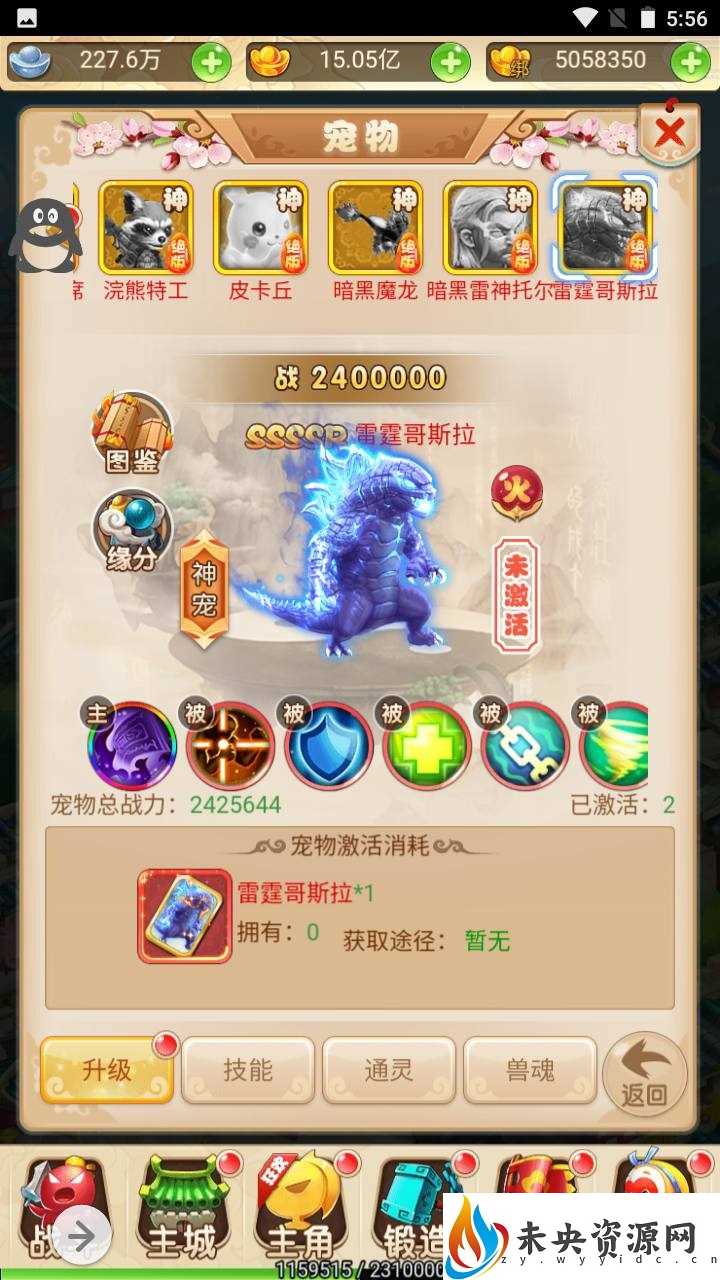 5:56
227.6万
15.05亿
绑
5058350
宠物
神 神 神 神 神
绝版 绝版 绝版 绝版 绝版
席 浣熊特工 皮卡丘 暗黑魔龙 暗黑雷神托尔 雷霆哥斯拉
战 2400000
图鉴
SSSSR 雷霆哥斯拉
火
缘分
神宠
未激活
主 被 被 被 被 被
宠物总战力：2425644
已激活：2
宠物激活消耗
雷霆哥斯拉*1
拥有：0 获取途径：暂无
升级 技能 通灵 兽魂 返回
狂欢
主城 主角 锻造
1159515/2310000
未央资源网
zy.wyyidc.cn